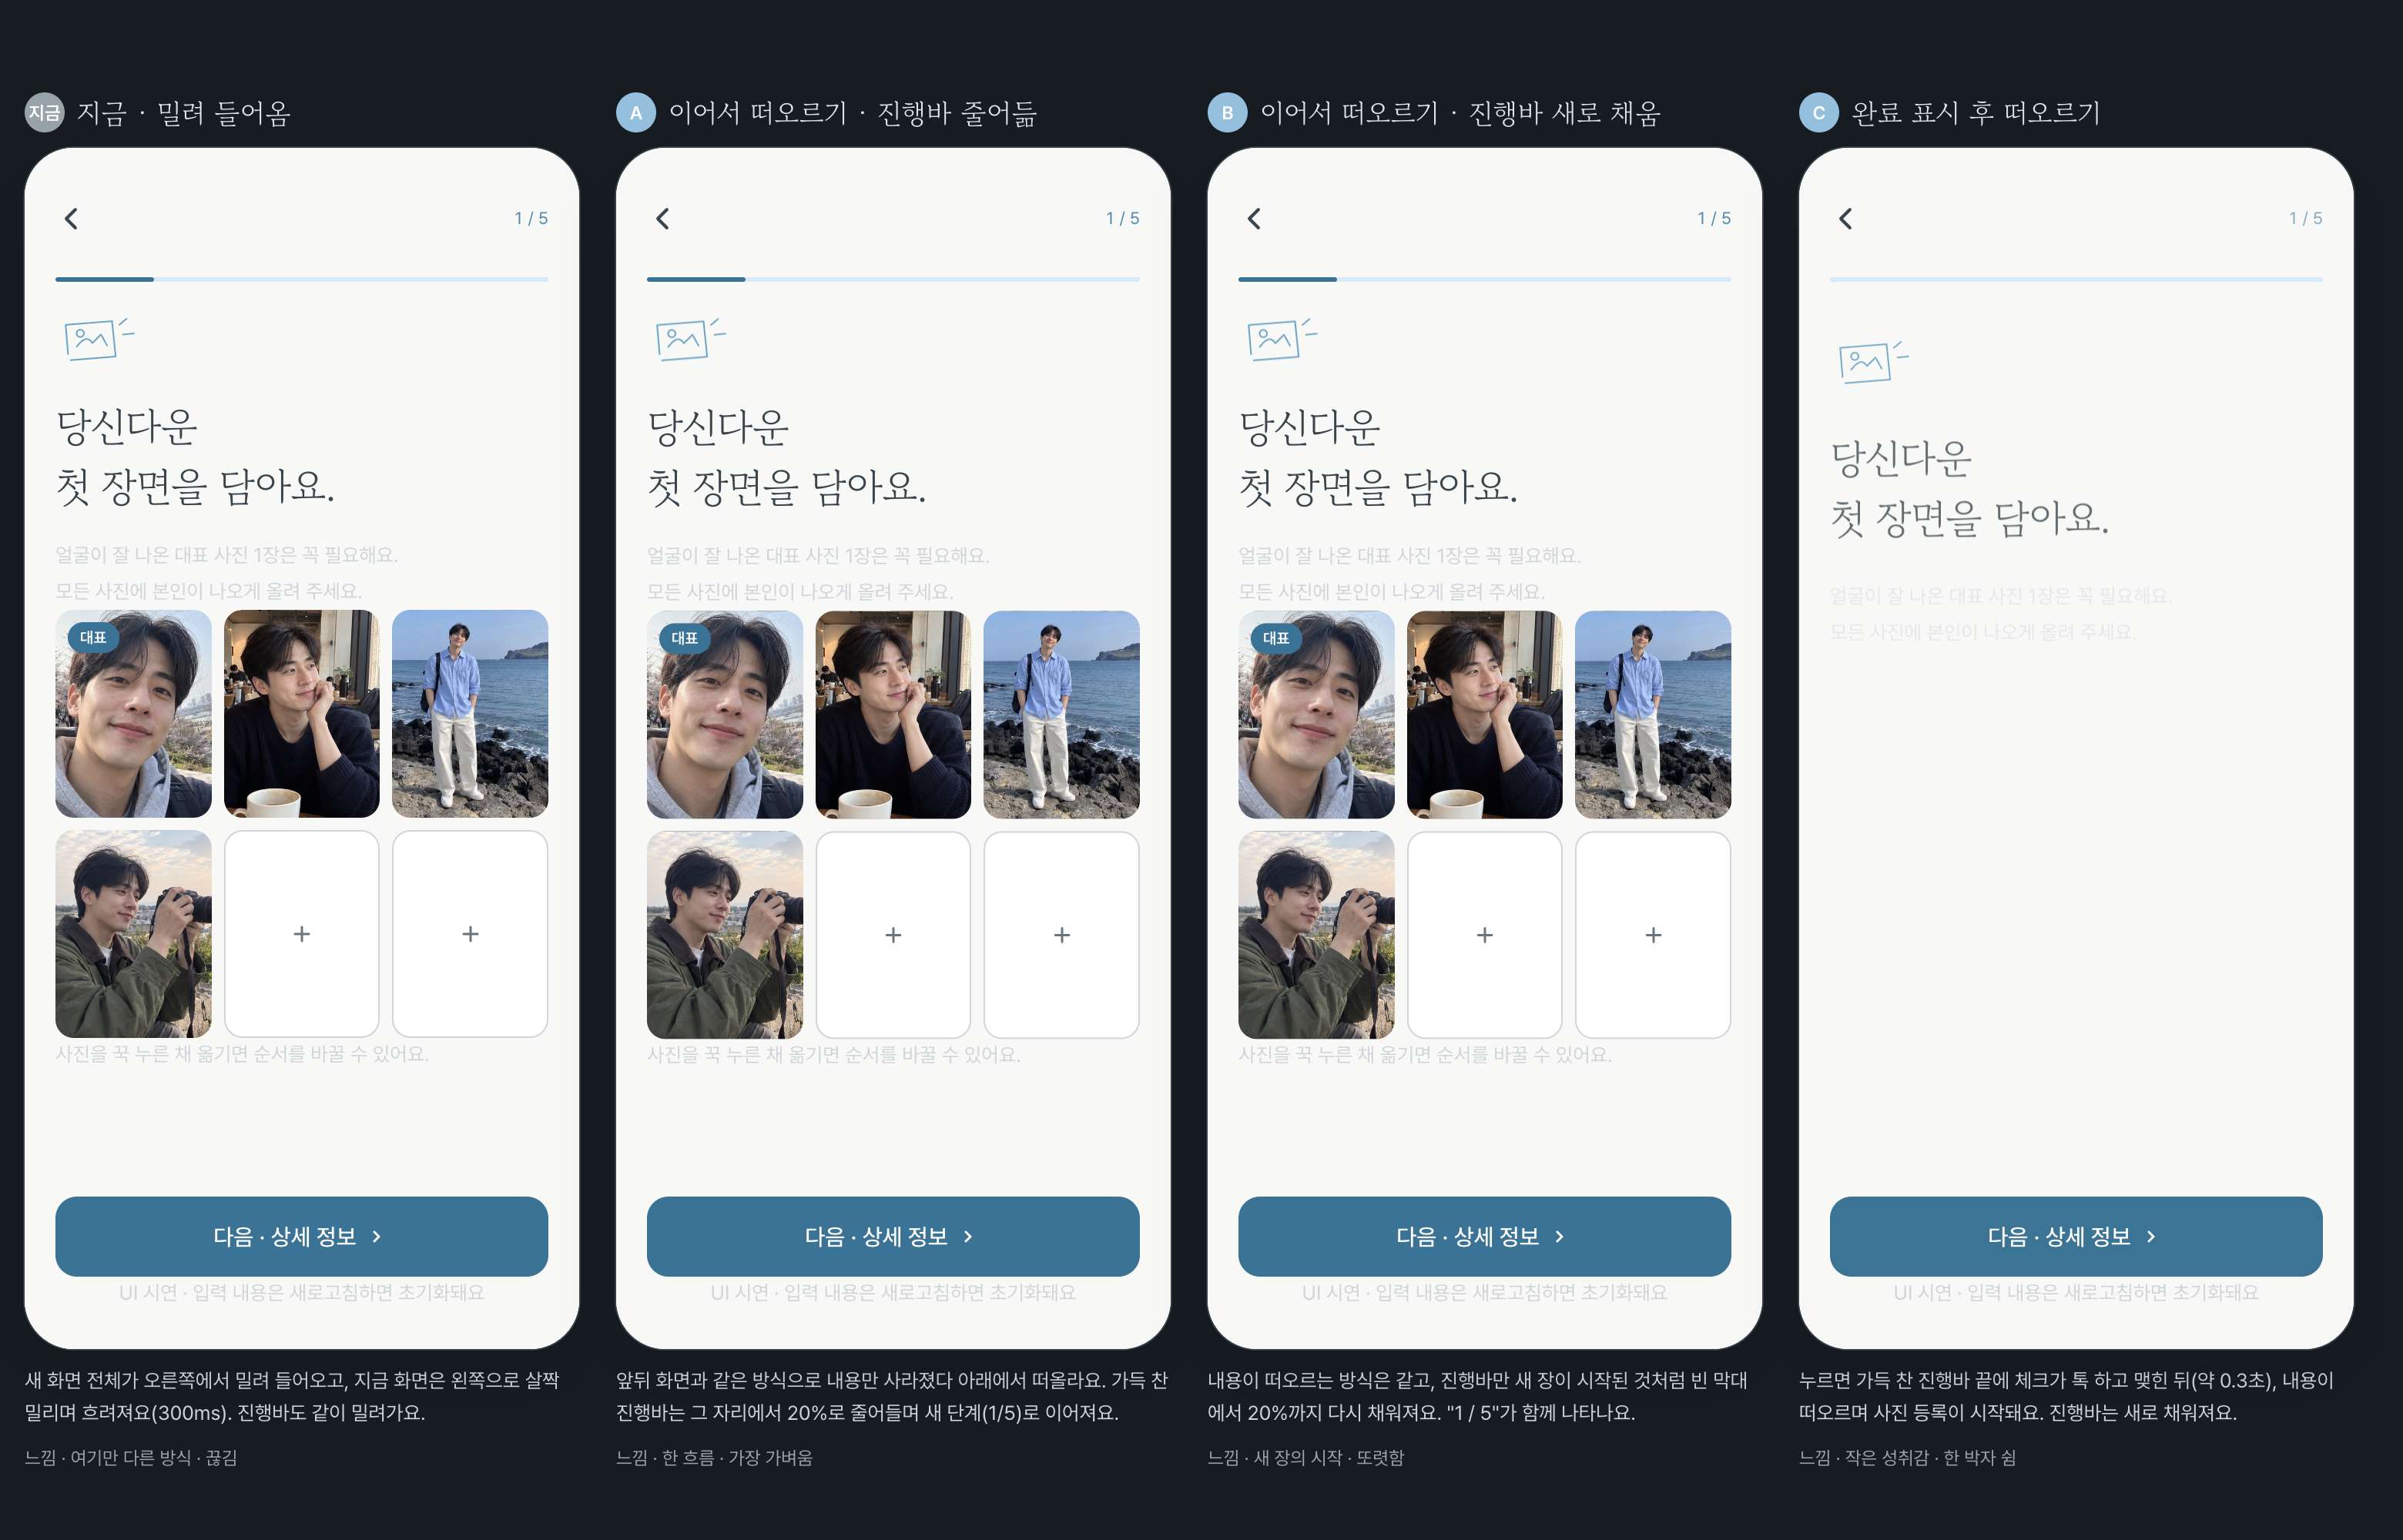 지금 지금 · 밀려 들어옴
1 / 5
당신다운
첫 장면을 담아요.
얼굴이 잘 나온 대표 사진 1장은 꼭 필요해요.
모든 사진에 본인이 나오게 올려 주세요.
대표
+
+
사진을 꾹 누른 채 옮기면 순서를 바꿀 수 있어요.
다음 · 상세 정보 >
UI 시연 · 입력 내용은 새로고침하면 초기화돼요
새 화면 전체가 오른쪽에서 밀려 들어오고, 지금 화면은 왼쪽으로 살짝
밀리며 흐려져요(300ms). 진행바도 같이 밀려가요.
느낌 · 여기만 다른 방식 · 끊김
A 이어서 떠오르기 · 진행바 줄어듦
1 / 5
당신다운
첫 장면을 담아요.
얼굴이 잘 나온 대표 사진 1장은 꼭 필요해요.
모든 사진에 본인이 나오게 올려 주세요.
대표
+
+
사진을 꾹 누른 채 옮기면 순서를 바꿀 수 있어요.
다음 · 상세 정보 >
UI 시연 · 입력 내용은 새로고침하면 초기화돼요
앞뒤 화면과 같은 방식으로 내용만 사라졌다 아래에서 떠올라요. 가득 찬
진행바는 그 자리에서 20%로 줄어들며 새 단계(1/5)로 이어져요.
느낌 · 한 흐름 · 가장 가벼움
B 이어서 떠오르기 · 진행바 새로 채움
1 / 5
당신다운
첫 장면을 담아요.
얼굴이 잘 나온 대표 사진 1장은 꼭 필요해요.
모든 사진에 본인이 나오게 올려 주세요.
대표
+
+
사진을 꾹 누른 채 옮기면 순서를 바꿀 수 있어요.
다음 · 상세 정보 >
UI 시연 · 입력 내용은 새로고침하면 초기화돼요
내용이 떠오르는 방식은 같고, 진행바만 새 장이 시작된 것처럼 빈 막대
에서 20%까지 다시 채워져요. "1 / 5"가 함께 나타나요.
느낌 · 새 장의 시작 · 또렷함
C 완료 표시 후 떠오르기
1 / 5
당신다운
첫 장면을 담아요.
얼굴이 잘 나온 대표 사진 1장은 꼭 필요해요.
모든 사진에 본인이 나오게 올려 주세요.
다음 · 상세 정보 >
UI 시연 · 입력 내용은 새로고침하면 초기화돼요
누르면 가득 찬 진행바 끝에 체크가 톡 하고 맺힌 뒤(약 0.3초), 내용이
떠오르며 사진 등록이 시작돼요. 진행바는 새로 채워져요.
느낌 · 작은 성취감 · 한 박자 쉼